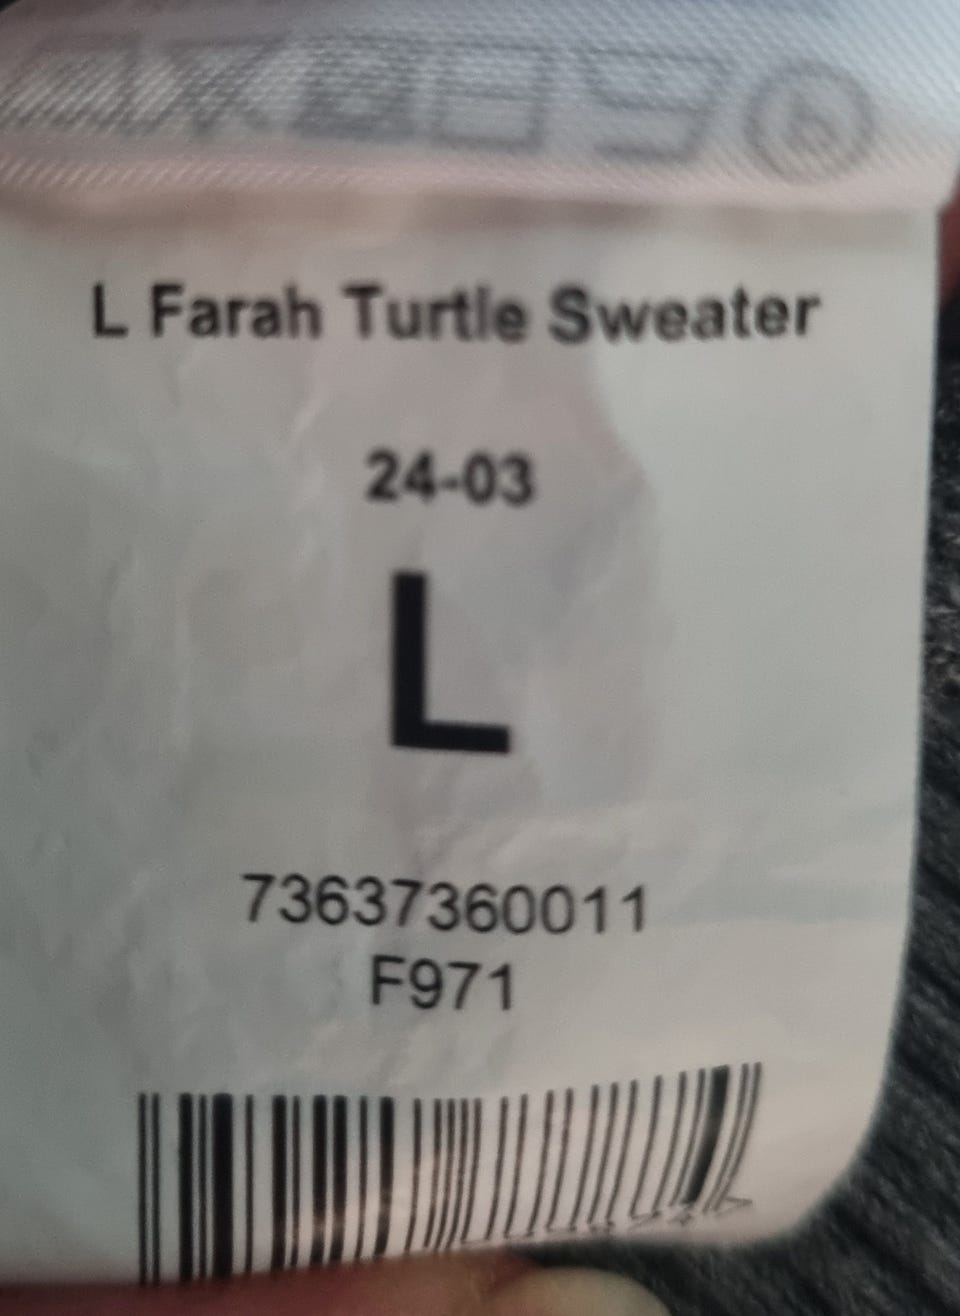 L Farah Turtle Sweater
24-03
L
73637360011
F971